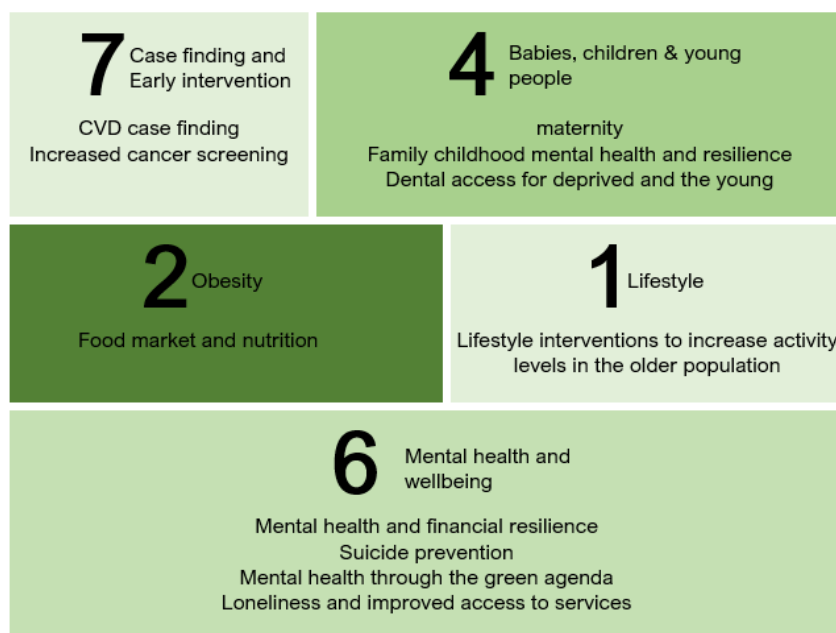 7 Case finding and
Early intervention
CVD case finding
Increased cancer screening
4 Babies, children & young
people
maternity
Family childhood mental health and resilience
Dental access for deprived and the young
2 Obesity
Food market and nutrition
1 Lifestyle
Lifestyle interventions to increase activity
levels in the older population
6 Mental health and
wellbeing
Mental health and financial resilience
Suicide prevention
Mental health through the green agenda
Loneliness and improved access to services